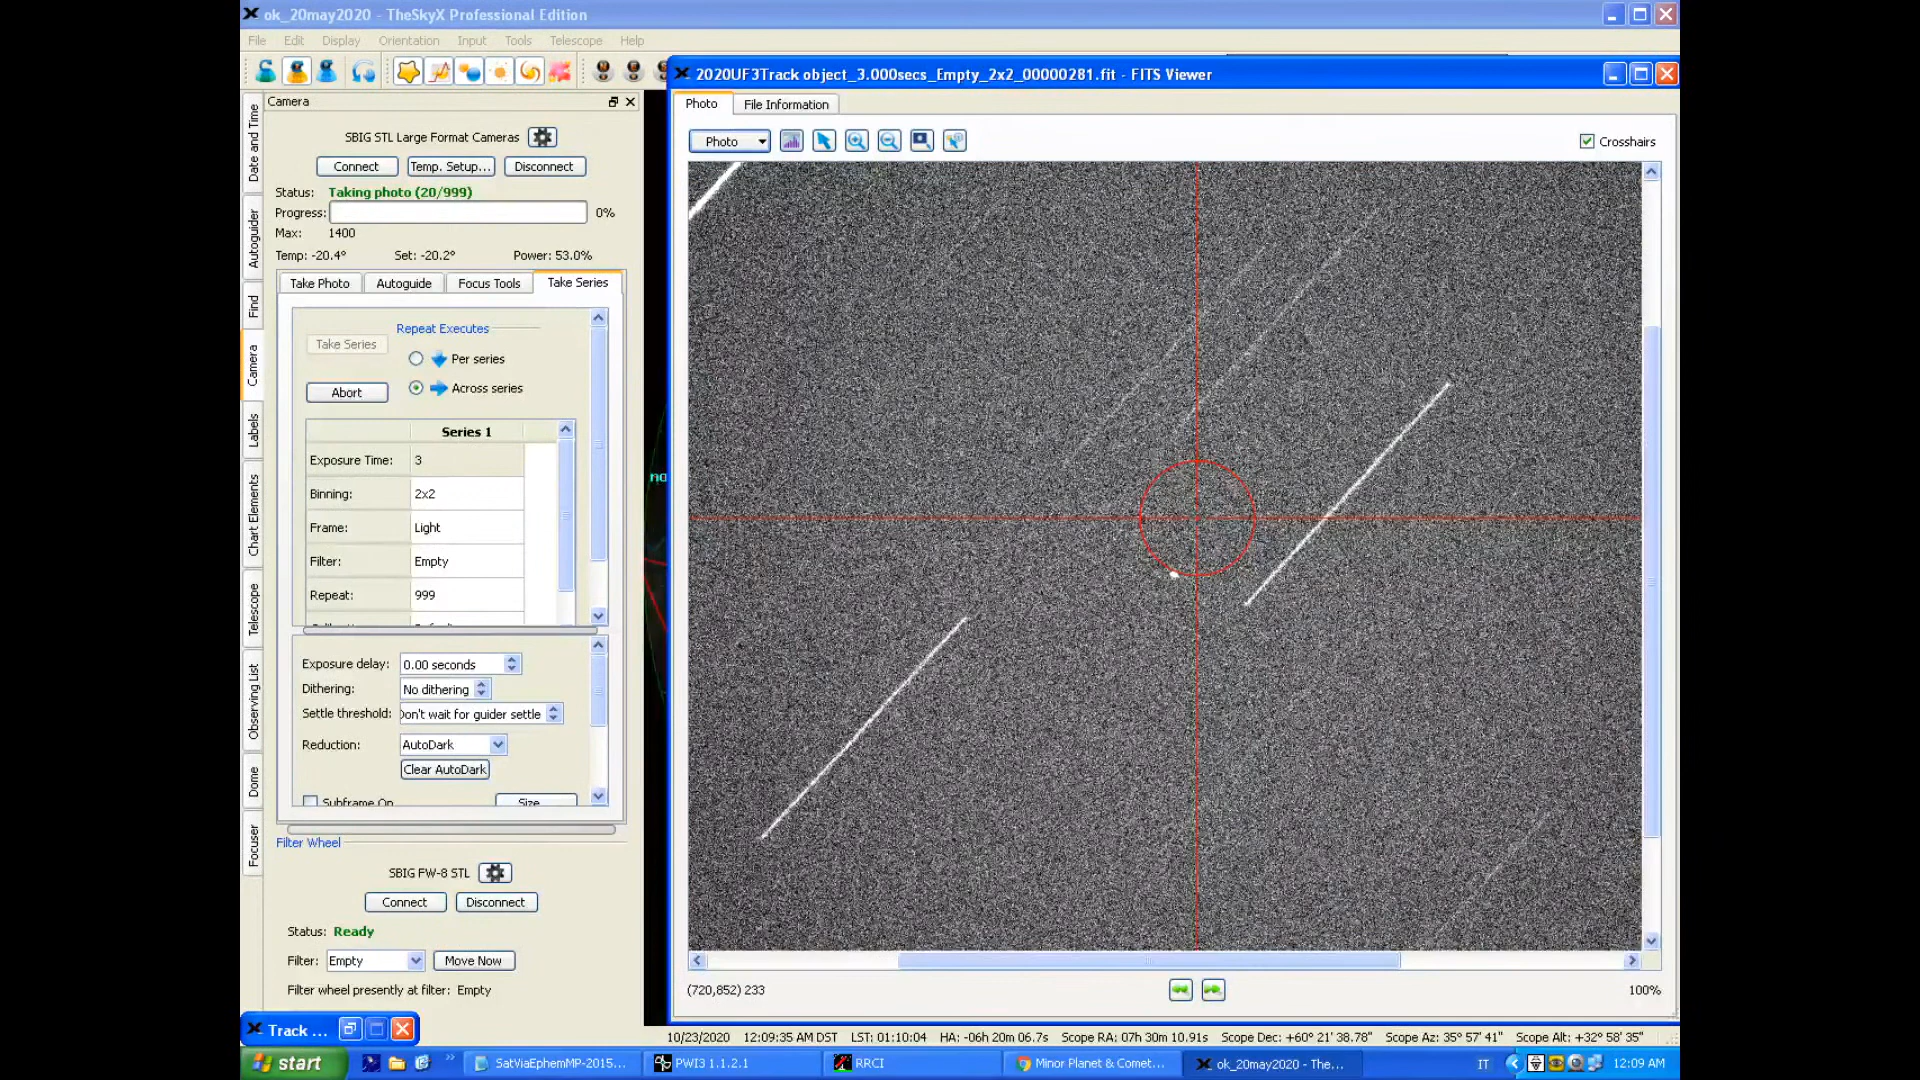 ok_20may2020 - TheSkyX Professional Edition
File Edit Display Orientation Input Tools Telescope Help
Camera
SBIG STL Large Format Cameras
Connect Temp. Setup... Disconnect
Status: Taking photo (20/999)
Progress: 0%
Max: 1400
Temp: -20.4° Set: -20.2° Power: 53.0%
Take Photo Autoguide Focus Tools Take Series
Repeat Executes
Take Series
Per series
Abort
Across series
Series 1
Exposure Time: 3
Binning: 2x2
Frame: Light
Filter: Empty
Repeat: 999
Exposure delay: 0.00 seconds
Dithering: No dithering
Settle threshold: Don't wait for guider settle
Reduction: AutoDark
Clear AutoDark
Subframe On Size
Filter Wheel
SBIG FW-8 STL
Connect Disconnect
Status: Ready
Filter: Empty Move Now
Filter wheel presently at filter: Empty
Date and Time
Autoguider
Find
Camera
Labels
Chart Elements
Telescope
Observing List
Dome
Focuser
2020UF3Track object_3.000secs_Empty_2x2_00000281.fit - FITS Viewer
Photo File Information
Photo
Crosshairs
(720,852) 233
100%
Track ...
10/23/2020 12:09:35 AM DST LST: 01:10:04 HA: -06h 20m 06.7s Scope RA: 07h 30m 10.91s Scope Dec: +60° 21' 38.78" Scope Az: 35° 57' 41" Scope Alt: +32° 58' 35"
start SatViaEphemMP-2015... PWI3 1.1.2.1 RRCI Minor Planet & Comet... ok_20may2020 - The... IT 12:09 AM